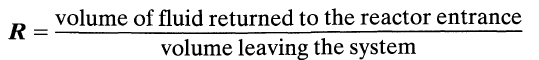 R = volume of fluid returned to the reactor entrance
volume leaving the system